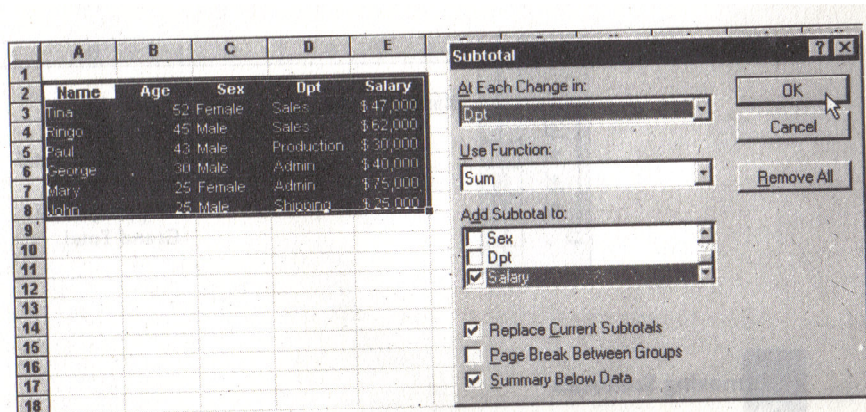 A B C D E
1
2 Name Age Sex Dpt Salary
3 Tina 52 Female Sales $47,000
4 Ringo 45 Male Sales $62,000
5 Paul 43 Male Production $30,000
6 George 30 Male Admin $40,000
7 Mary 25 Female Admin $75,000
8 John 25 Male Shipping $25,000
9
10
11
12
13
14
15
16
17
18
Subtotal
At Each Change in:
Dpt
OK
Cancel
Use Function:
Sum
Remove All
Add Subtotal to:
Sex
Dpt
Salary
Replace Current Subtotals
Page Break Between Groups
Summary Below Data